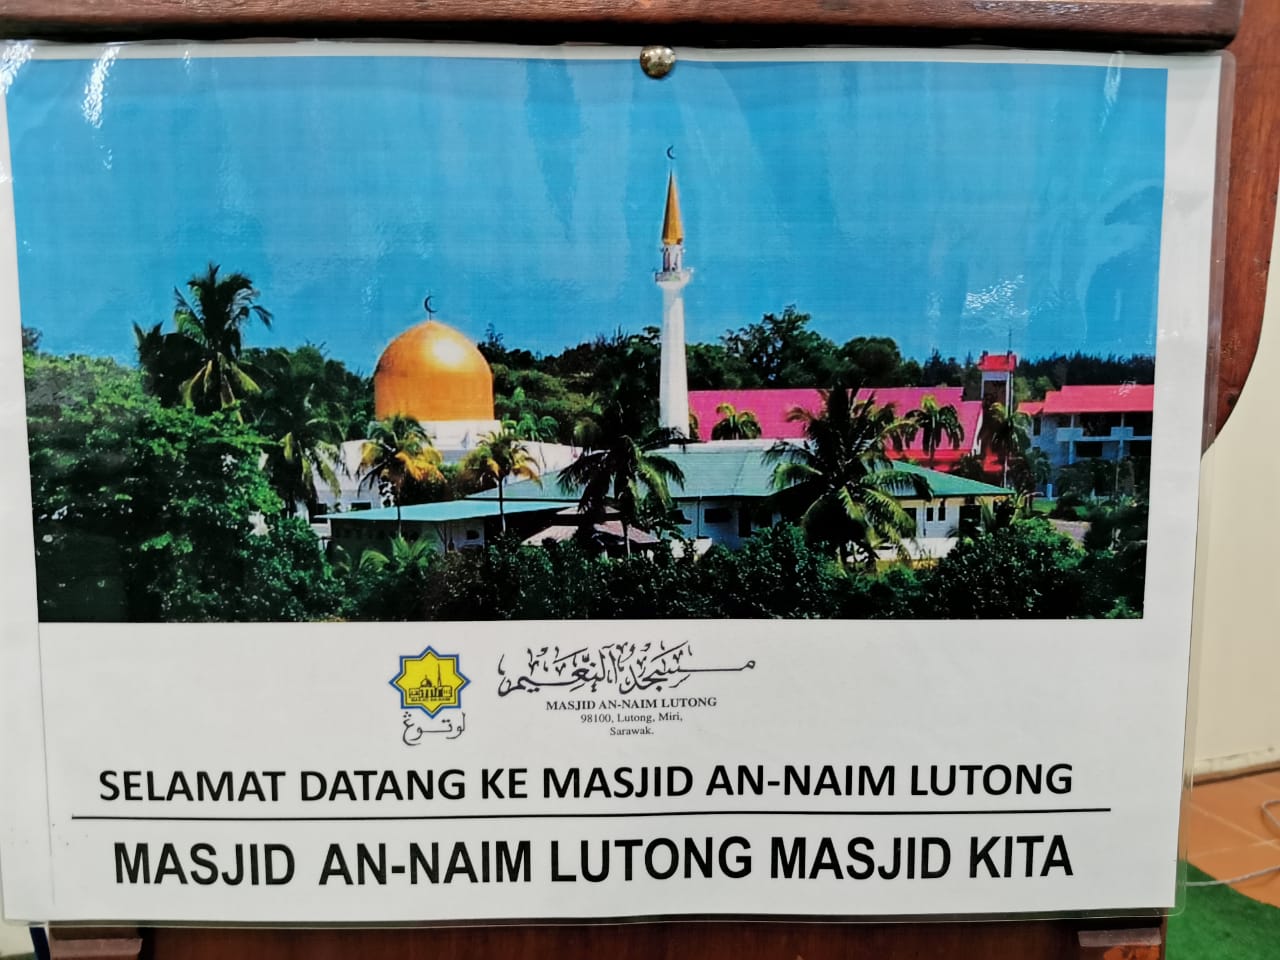 مسجد النعيم
MASJID AN-NAIM LUTONG
98100, Lutong, Miri,
Sarawak.
لوتوڠ
SELAMAT DATANG KE MASJID AN-NAIM LUTONG
MASJID AN-NAIM LUTONG MASJID KITA